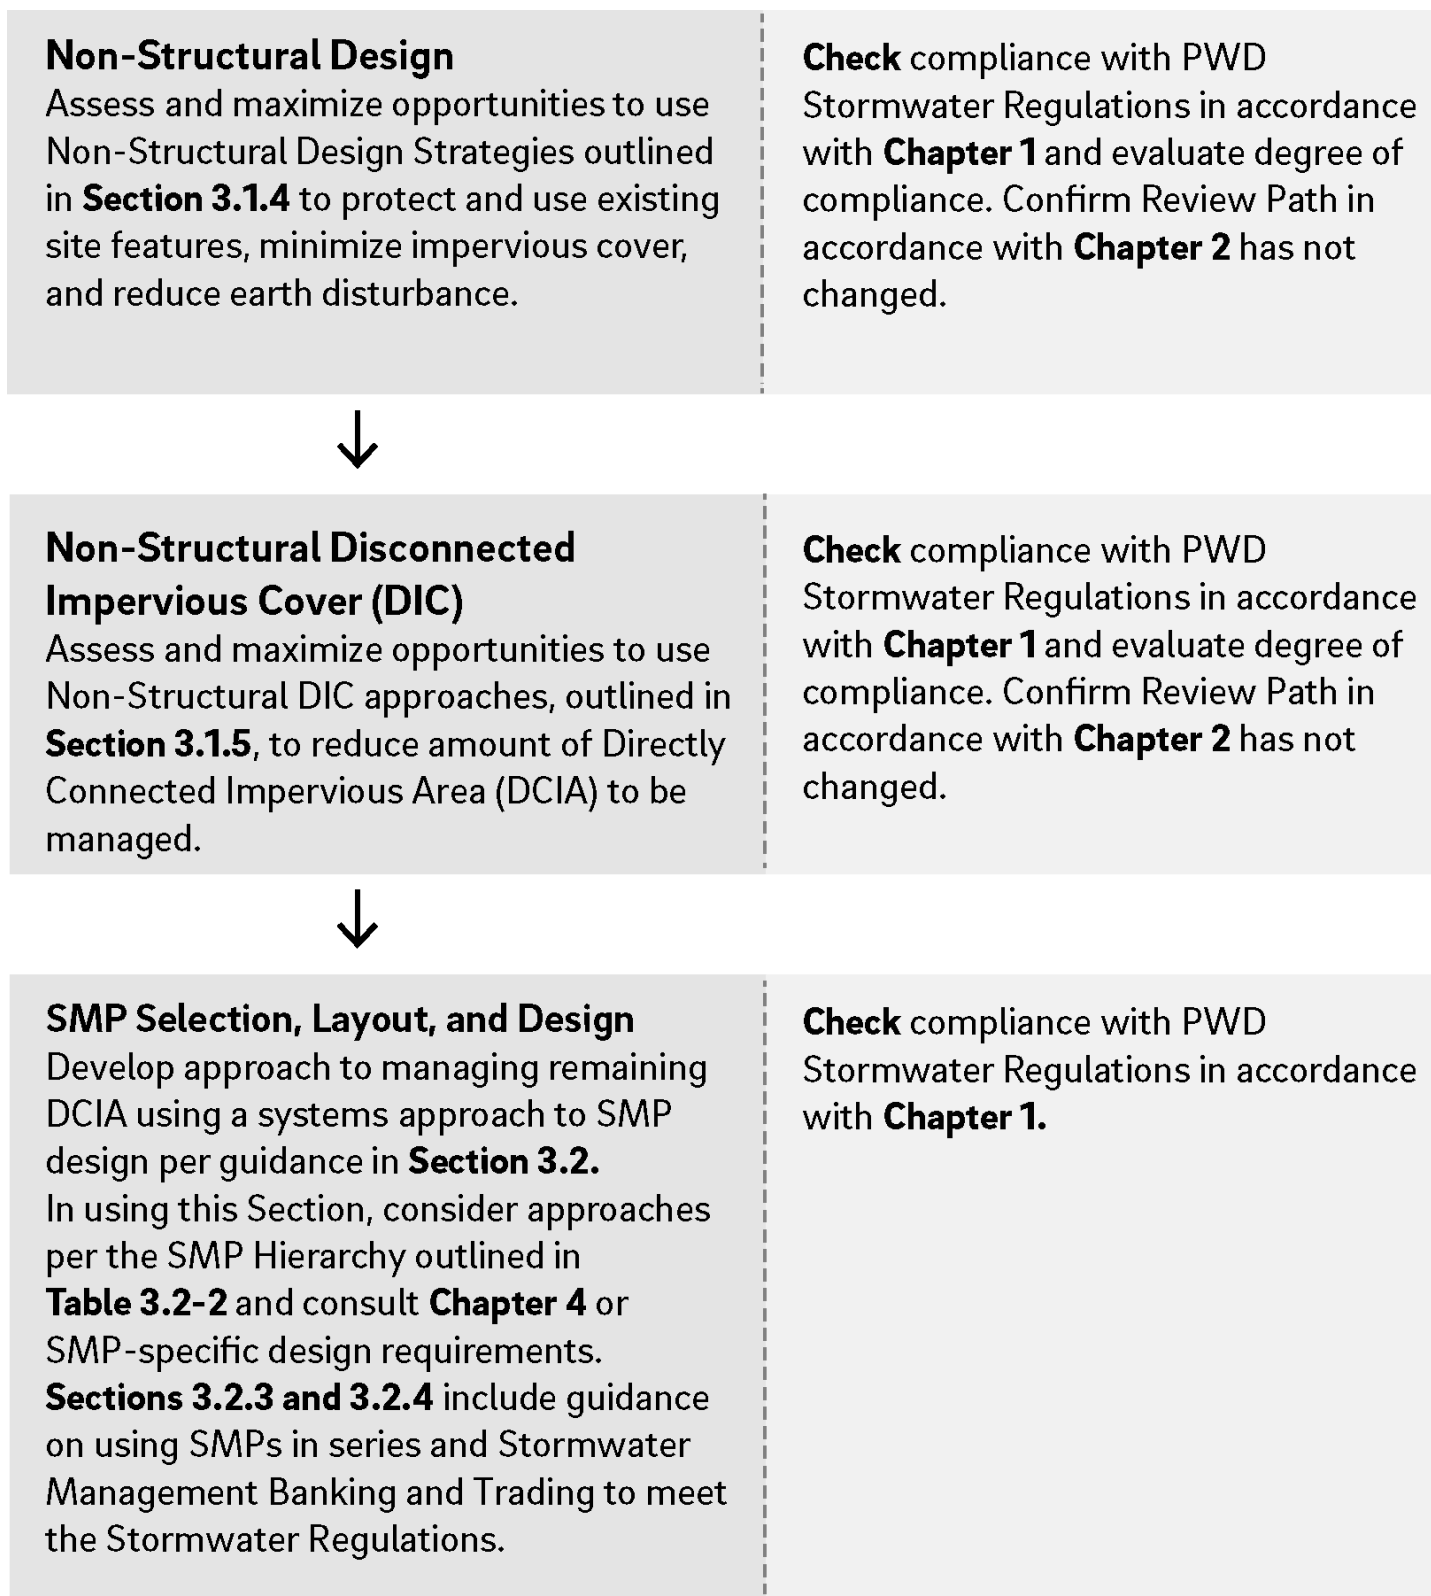 Non-Structural Design
Assess and maximize opportunities to use
Non-Structural Design Strategies outlined
in Section 3.1.4 to protect and use existing
site features, minimize impervious cover,
and reduce earth disturbance.
Check compliance with PWD
Stormwater Regulations in accordance
with Chapter 1 and evaluate degree of
compliance. Confirm Review Path in
accordance with Chapter 2 has not
changed.
Non-Structural Disconnected
Impervious Cover (DIC)
Assess and maximize opportunities to use
Non-Structural DIC approaches, outlined in
Section 3.1.5, to reduce amount of Directly
Connected Impervious Area (DCIA) to be
managed.
Check compliance with PWD
Stormwater Regulations in accordance
with Chapter 1 and evaluate degree of
compliance. Confirm Review Path in
accordance with Chapter 2 has not
changed.
SMP Selection, Layout, and Design
Develop approach to managing remaining
DCIA using a systems approach to SMP
design per guidance in Section 3.2.
In using this Section, consider approaches
per the SMP Hierarchy outlined in
Table 3.2-2 and consult Chapter 4 or
SMP-specific design requirements.
Sections 3.2.3 and 3.2.4 include guidance
on using SMPs in series and Stormwater
Management Banking and Trading to meet
the Stormwater Regulations.
Check compliance with PWD
Stormwater Regulations in accordance
with Chapter 1.